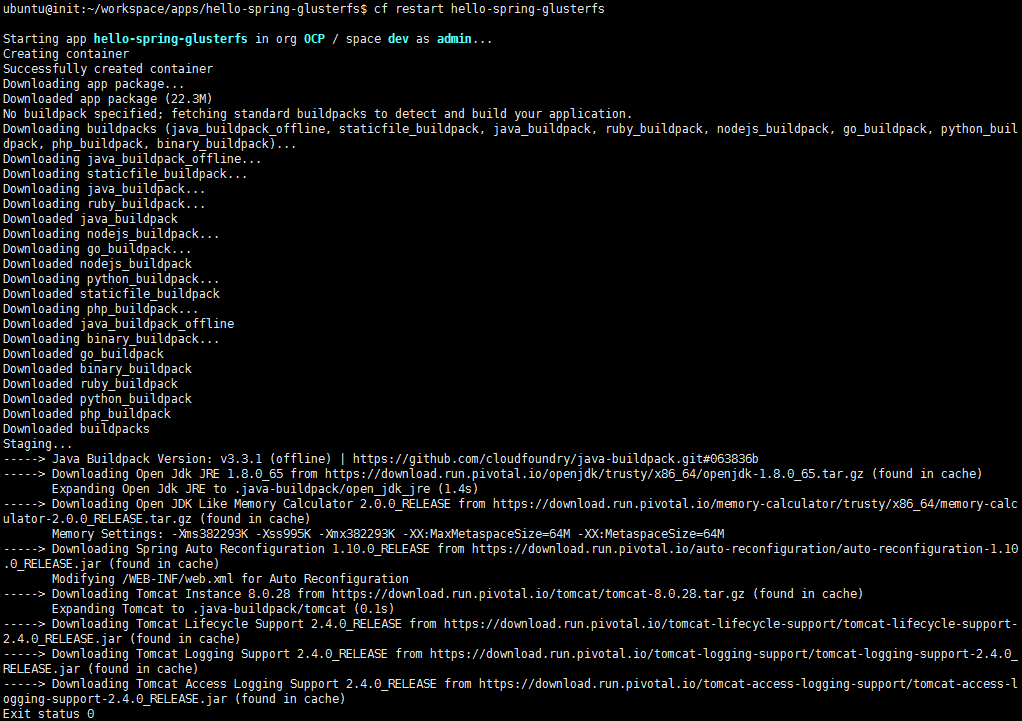 ubuntu@init:~/workspace/apps/hello-spring-glusterfs$ cf restart hello-spring-glusterfs
Starting app hello-spring-glusterfs in org OCP / space dev as admin...
Creating container
Successfully created container
Downloading app package...
Downloaded app package (22.3M)
No buildpack specified; fetching standard buildpacks to detect and build your application.
Downloading buildpacks (java_buildpack_offline, staticfile_buildpack, java_buildpack, ruby_buildpack, nodejs_buildpack, go_buildpack, python_buil
dpack, php_buildpack, binary_buildpack)...
Downloading java_buildpack_offline...
Downloading staticfile_buildpack...
Downloading java_buildpack...
Downloading ruby_buildpack...
Downloaded java_buildpack
Downloading nodejs_buildpack...
Downloading go_buildpack...
Downloaded nodejs_buildpack
Downloading python_buildpack...
Downloaded staticfile_buildpack
Downloading php_buildpack...
Downloaded java_buildpack_offline
Downloading binary_buildpack...
Downloaded go_buildpack
Downloaded binary_buildpack
Downloaded ruby_buildpack
Downloaded python_buildpack
Downloaded php_buildpack
Downloaded buildpacks
Staging...
-----> Java Buildpack Version: v3.3.1 (offline) | https://github.com/cloudfoundry/java-buildpack.git#063836b
-----> Downloading Open Jdk JRE 1.8.0_65 from https://download.run.pivotal.io/openjdk/trusty/x86_64/openjdk-1.8.0_65.tar.gz (found in cache)
Expanding Open Jdk JRE to .java-buildpack/open_jdk_jre (1.4s)
-----> Downloading Open JDK Like Memory Calculator 2.0.0_RELEASE from https://download.run.pivotal.io/memory-calculator/trusty/x86_64/memory-calc
ulator-2.0.0_RELEASE.tar.gz (found in cache)
Memory Settings: -Xms382293K -Xss995K -Xmx382293K -XX:MaxMetaspaceSize=64M -XX:MetaspaceSize=64M
-----> Downloading Spring Auto Reconfiguration 1.10.0_RELEASE from https://download.run.pivotal.io/auto-reconfiguration/auto-reconfiguration-1.10
.0_RELEASE.jar (found in cache)
Modifying /WEB-INF/web.xml for Auto Reconfiguration
-----> Downloading Tomcat Instance 8.0.28 from https://download.run.pivotal.io/tomcat/tomcat-8.0.28.tar.gz (found in cache)
Expanding Tomcat to .java-buildpack/tomcat (0.1s)
-----> Downloading Tomcat Lifecycle Support 2.4.0_RELEASE from https://download.run.pivotal.io/tomcat-lifecycle-support/tomcat-lifecycle-support-
2.4.0_RELEASE.jar (found in cache)
-----> Downloading Tomcat Logging Support 2.4.0_RELEASE from https://download.run.pivotal.io/tomcat-logging-support/tomcat-logging-support-2.4.0_
RELEASE.jar (found in cache)
-----> Downloading Tomcat Access Logging Support 2.4.0_RELEASE from https://download.run.pivotal.io/tomcat-access-logging-support/tomcat-access-l
ogging-support-2.4.0_RELEASE.jar (found in cache)
Exit status 0